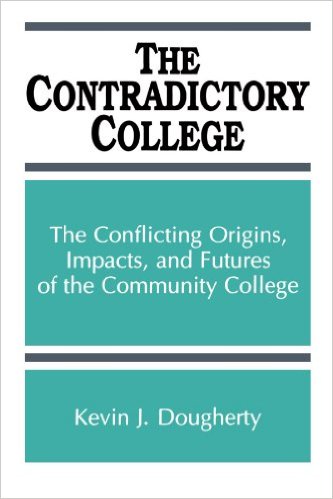 THE
CONTRADICTORY
COLLEGE
The Conflicting Origins,
Impacts, and Futures
of the Community College
Kevin J. Dougherty